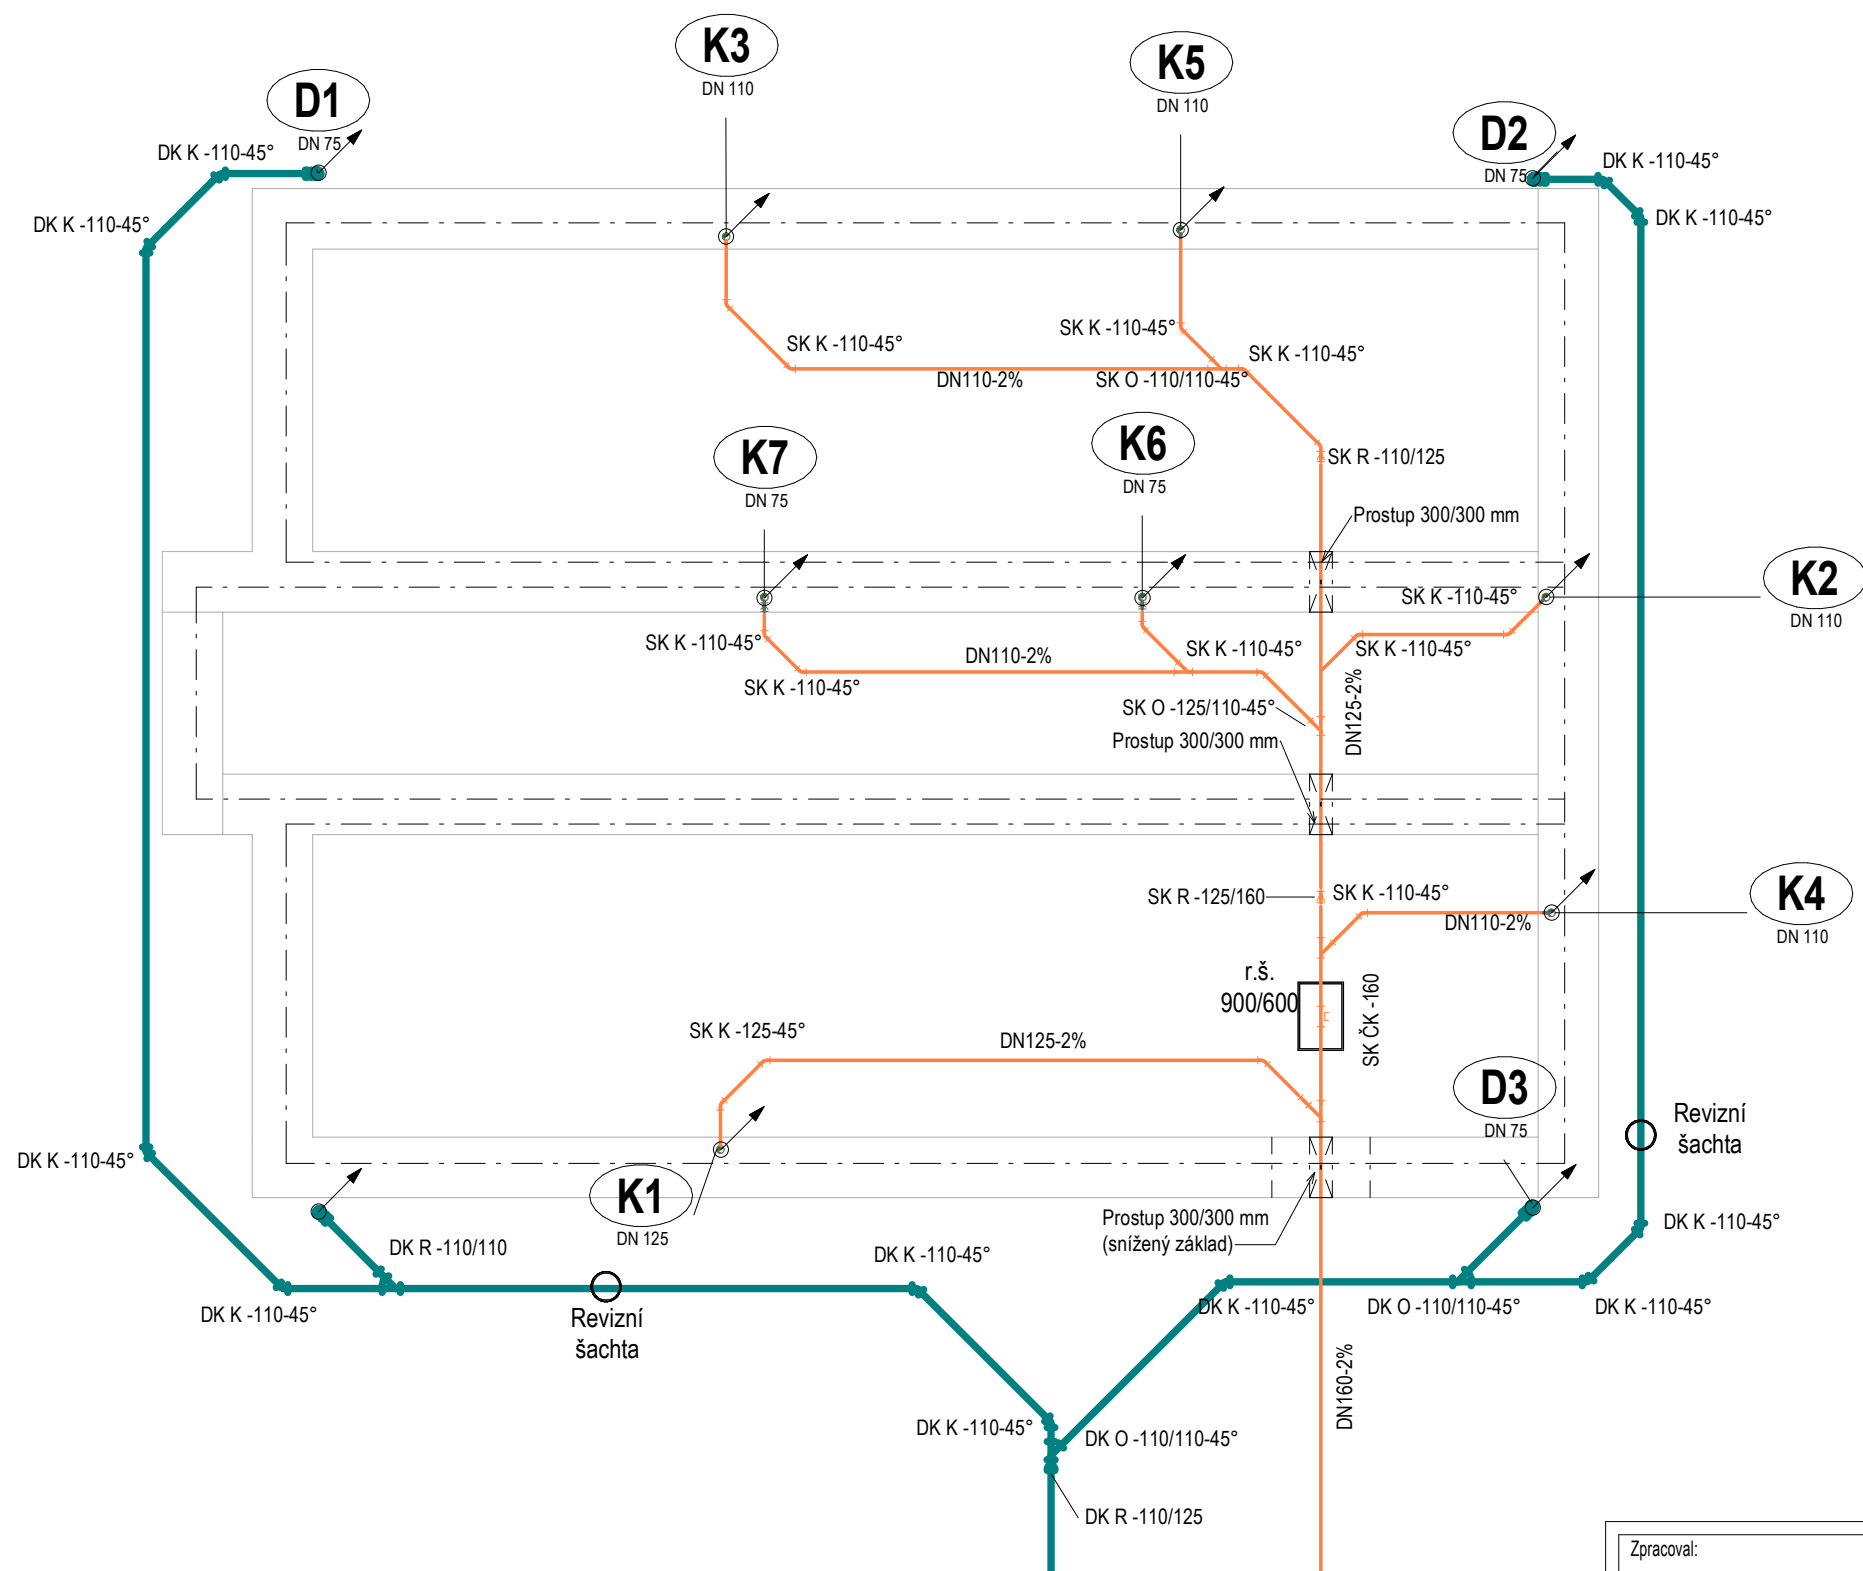 K3
DN 110
K5
DN 110
D1
DN 75
D2
DN 75
DK K -110-45°
DK K -110-45°
DK K -110-45°
DK K -110-45°
SK K -110-45°
SK K -110-45°
SK K -110-45°
DN110-2%
SK O -110/110-45°
K7
DN 75
K6
DN 75
SK R -110/125
Prostup 300/300 mm
K2
DN 110
SK K -110-45°
SK K -110-45°
SK K -110-45°
DN110-2%
SK K -110-45°
SK K -110-45°
SK O -125/110-45°
DN125-2%
Prostup 300/300 mm
SK R -125/160
SK K -110-45°
K4
DN 110
DN110-2%
r.š.
900/600
SK ČK -160
SK K -125-45°
DN125-2%
D3
DN 75
Revizní
šachta
DK K -110-45°
K1
DN 125
Prostup 300/300 mm
(snížený základ)
DK K -110-45°
DK R -110/110
DK K -110-45°
DK K -110-45°
Revizní
šachta
DK K -110-45°
DK O -110/110-45°
DK K -110-45°
DN160-2%
DK K -110-45°
DK O -110/110-45°
DK R -110/125
Zpracoval: